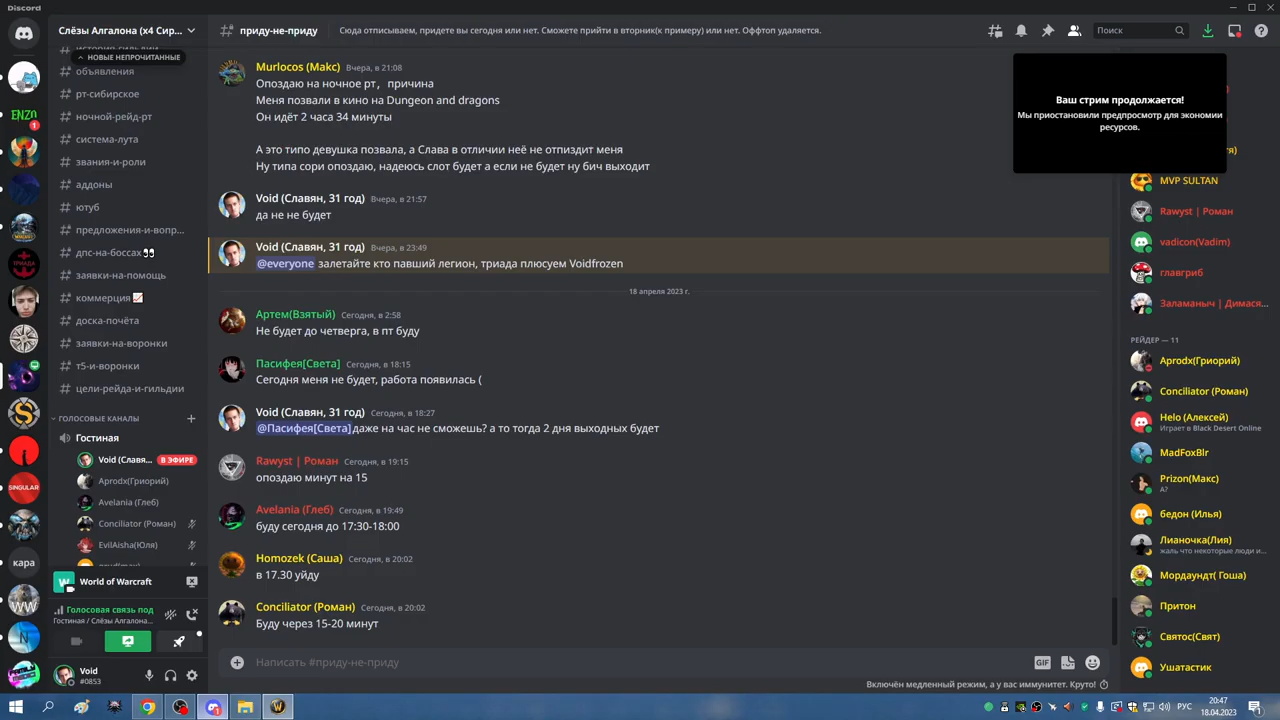 Discord
Слёзы Алгалона (x4 Сир...
приду-не-приду
Сюда отписываем, придете вы сегодня или нет. Сможете прийти в вторник(к примеру) или нет. Оффтоп удаляется.
Поиск
НОВЫЕ НЕПРОЧИТАННЫЕ
объявления
рт-сибирское
ночной-рейд-рт
система-лута
звания-и-роли
аддоны
ютуб
предложения-и-вопр...
дпс-на-боссах👀
заявки-на-помощь
коммерция📈
доска-почёта
заявки-на-воронки
т5-и-воронки
цели-рейда-и-гильдии
ГОЛОСОВЫЕ КАНАЛЫ
Гостиная
Void (Славя...
В ЭФИРЕ
Aprodx(Гриорий)
Avelania (Глеб)
Conciliator (Роман)
EvilAisha(Юля)
World of Warcraft
Голосовая связь под
Гостиная / Слёзы Алгалона...
Void
#0853
ENZO
1
ТРИАДА
SINGULAR
кара
WW
Murlocos (Макс) Вчера, в 21:08
Опоздаю на ночное рт, причина
Меня позвали в кино на Dungeon and dragons
Он идёт 2 часа 34 минуты
А это типо девушка позвала, а Слава в отличии неё не отпиздит меня
Ну типа сори опоздаю, надеюсь слот будет а если не будет ну бич выходит
Void (Славян, 31 год) Вчера, в 21:57
да не не будет
Void (Славян, 31 год) Вчера, в 23:49
@everyone залетайте кто павший легион, триада плюсуем Voidfrozen
18 апреля 2023 г.
Артем(Взятый) Сегодня, в 2:58
Не будет до четверга, в пт буду
Пасифея[Света] Сегодня, в 18:15
Сегодня меня не будет, работа появилась (
Void (Славян, 31 год) Сегодня, в 18:27
@Пасифея[Света]даже на час не сможешь? а то тогда 2 дня выходных будет
Rawyst | Роман Сегодня, в 19:15
опоздаю минут на 15
Avelania (Глеб) Сегодня, в 19:49
буду сегодня до 17:30-18:00
Homozek (Саша) Сегодня, в 20:02
в 17.30 уйду
Conciliator (Роман) Сегодня, в 20:02
Буду через 15-20 минут
Написать #приду-не-приду
GIF
Включён медленный режим, а у вас иммунитет. Круто!
Ваш стрим продолжается!
Мы приостановили предпросмотр для экономии
ресурсов.
MVP SULTAN
Rawyst | Роман
vadicon(Vadim)
главгриб
Заламаныч | Димася...
РЕЙДЕР — 11
Aprodx(Гриорий)
Conciliator (Роман)
Helo (Алексей)
Играет в Black Desert Online
MadFoxBlr
Prizon(Макс)
А?
бедон (Илья)
Лианочка(Лия)
жаль что некоторые люди и...
Мордаундт( Гоша)
Притон
Святос(Свят)
Ушатастик
РУС
20:47
18.04.2023